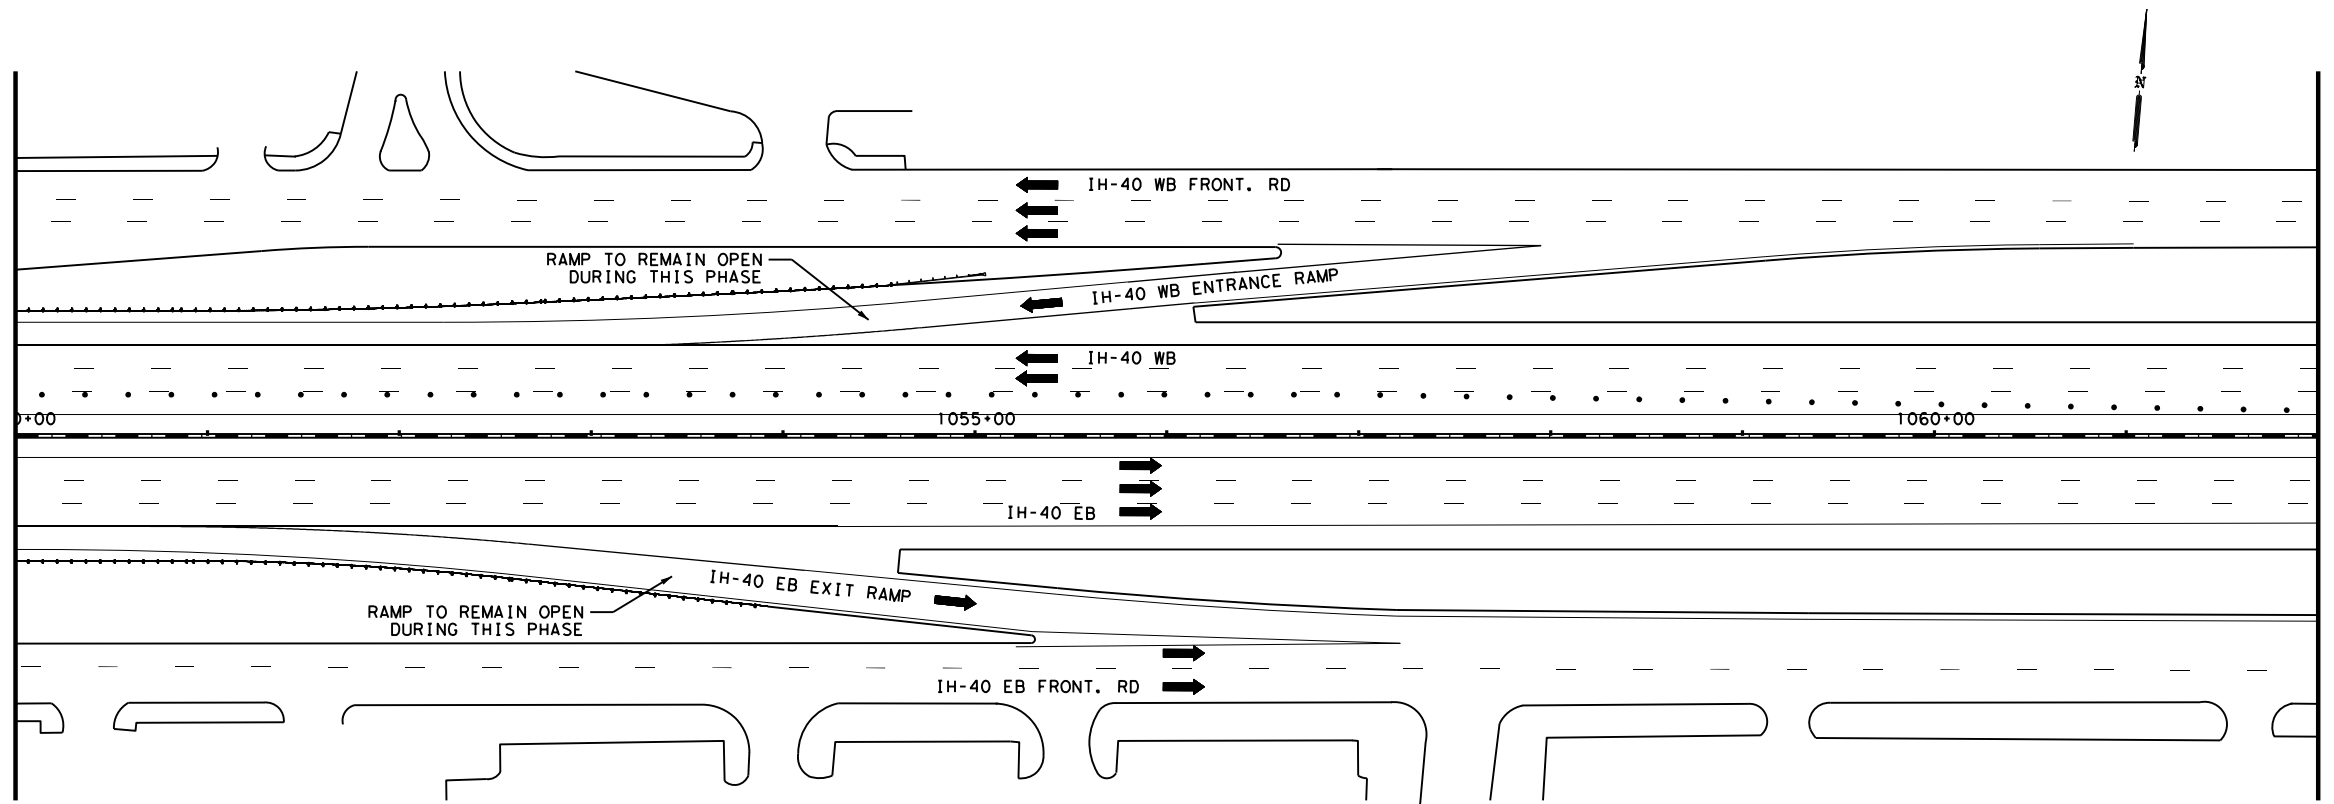 N
IH-40 WB FRONT. RD
RAMP TO REMAIN OPEN
DURING THIS PHASE
IH-40 WB ENTRANCE RAMP
IH-40 WB
0+00
1055+00
1060+00
IH-40 EB
IH-40 EB EXIT RAMP
RAMP TO REMAIN OPEN
DURING THIS PHASE
IH-40 EB FRONT. RD